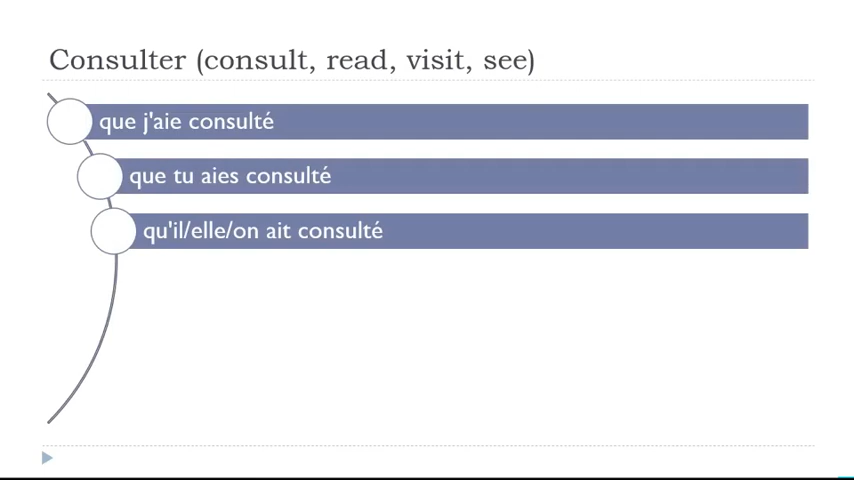 Consulter (consult, read, visit, see)
que j'aie consulté
que tu aies consulté
qu'il/elle/on ait consulté